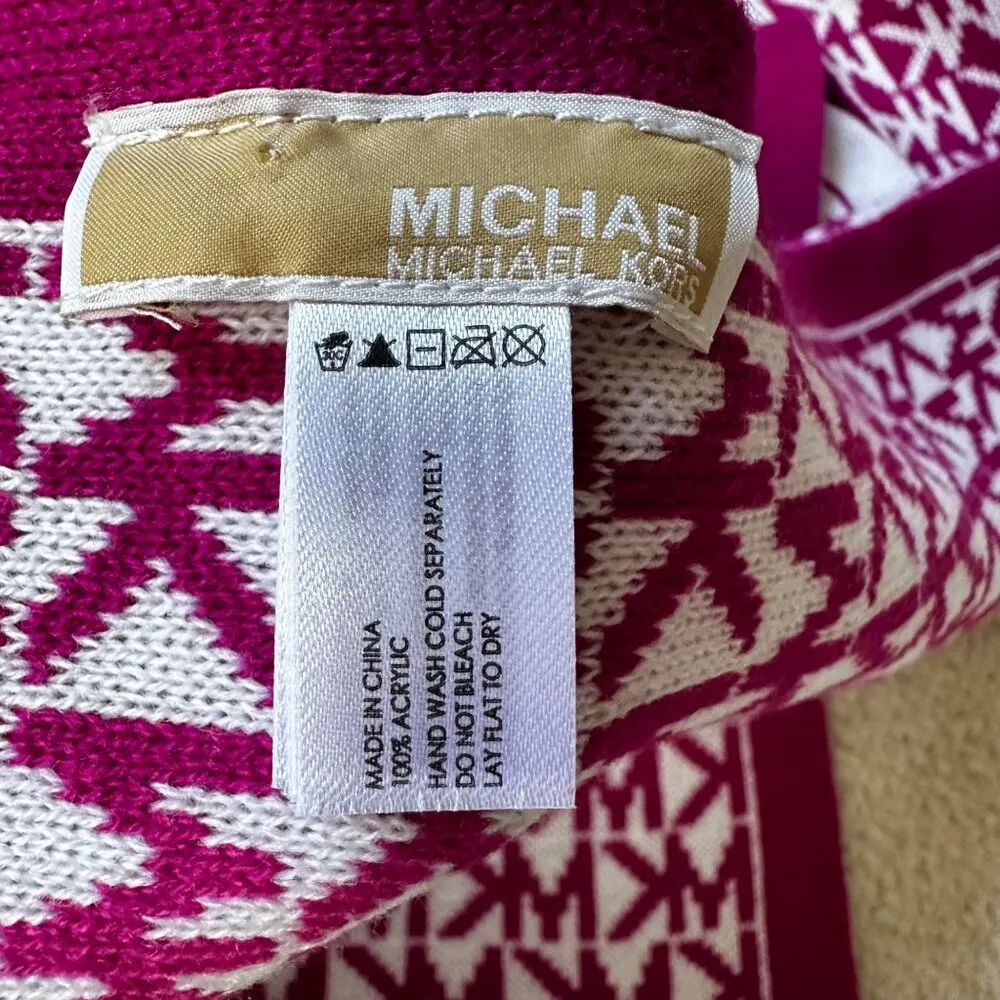 MICHAEL
MICHAEL KORS
30C
MADE IN CHINA
100% ACRYLIC
HAND WASH COLD SEPARATELY
DO NOT BLEACH
LAY FLAT TO DRY